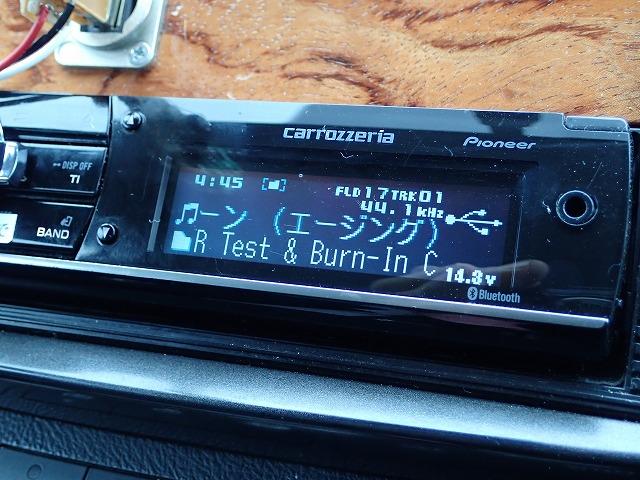 carrozzeria
Pioneer
DISP OFF
TI
BAND
4:45
FLD17TRK01
44.1kHz
ーン (エージング)
R Test & Burn-In C
14.3v
Bluetooth